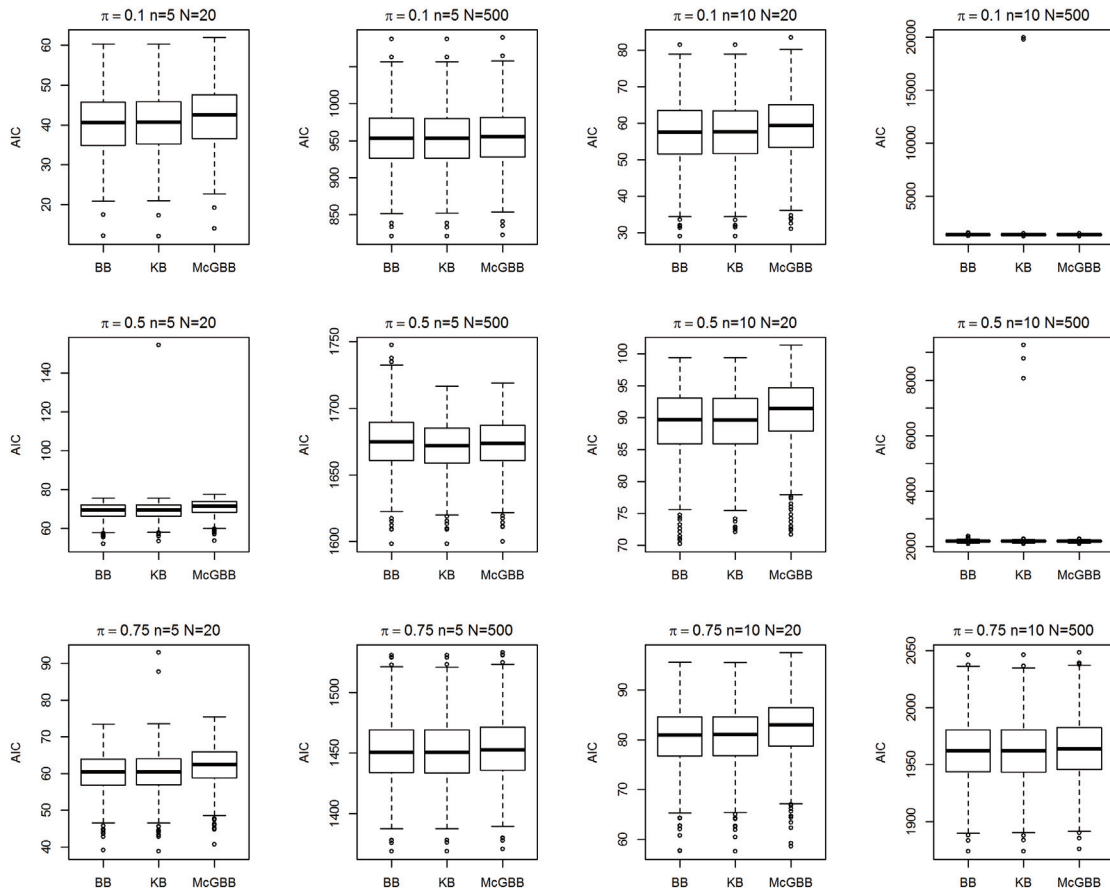 π = 0.1 n=5 N=20
AIC
60
50
40
30
20
BB KB McGBB
π = 0.1 n=5 N=500
AIC
1000
950
900
850
BB KB McGBB
π = 0.1 n=10 N=20
AIC
80
70
60
50
40
30
BB KB McGBB
π = 0.1 n=10 N=500
AIC
20000
15000
10000
5000
BB KB McGBB
π = 0.5 n=5 N=20
AIC
140
120
100
80
60
BB KB McGBB
π = 0.5 n=5 N=500
AIC
1750
1700
1650
1600
BB KB McGBB
π = 0.5 n=10 N=20
AIC
100
95
90
85
80
75
70
BB KB McGBB
π = 0.5 n=10 N=500
AIC
8000
6000
4000
2000
BB KB McGBB
π = 0.75 n=5 N=20
AIC
90
80
70
60
50
40
BB KB McGBB
π = 0.75 n=5 N=500
AIC
1500
1450
1400
BB KB McGBB
π = 0.75 n=10 N=20
AIC
90
80
70
60
BB KB McGBB
π = 0.75 n=10 N=500
AIC
2050
2000
1950
1900
BB KB McGBB